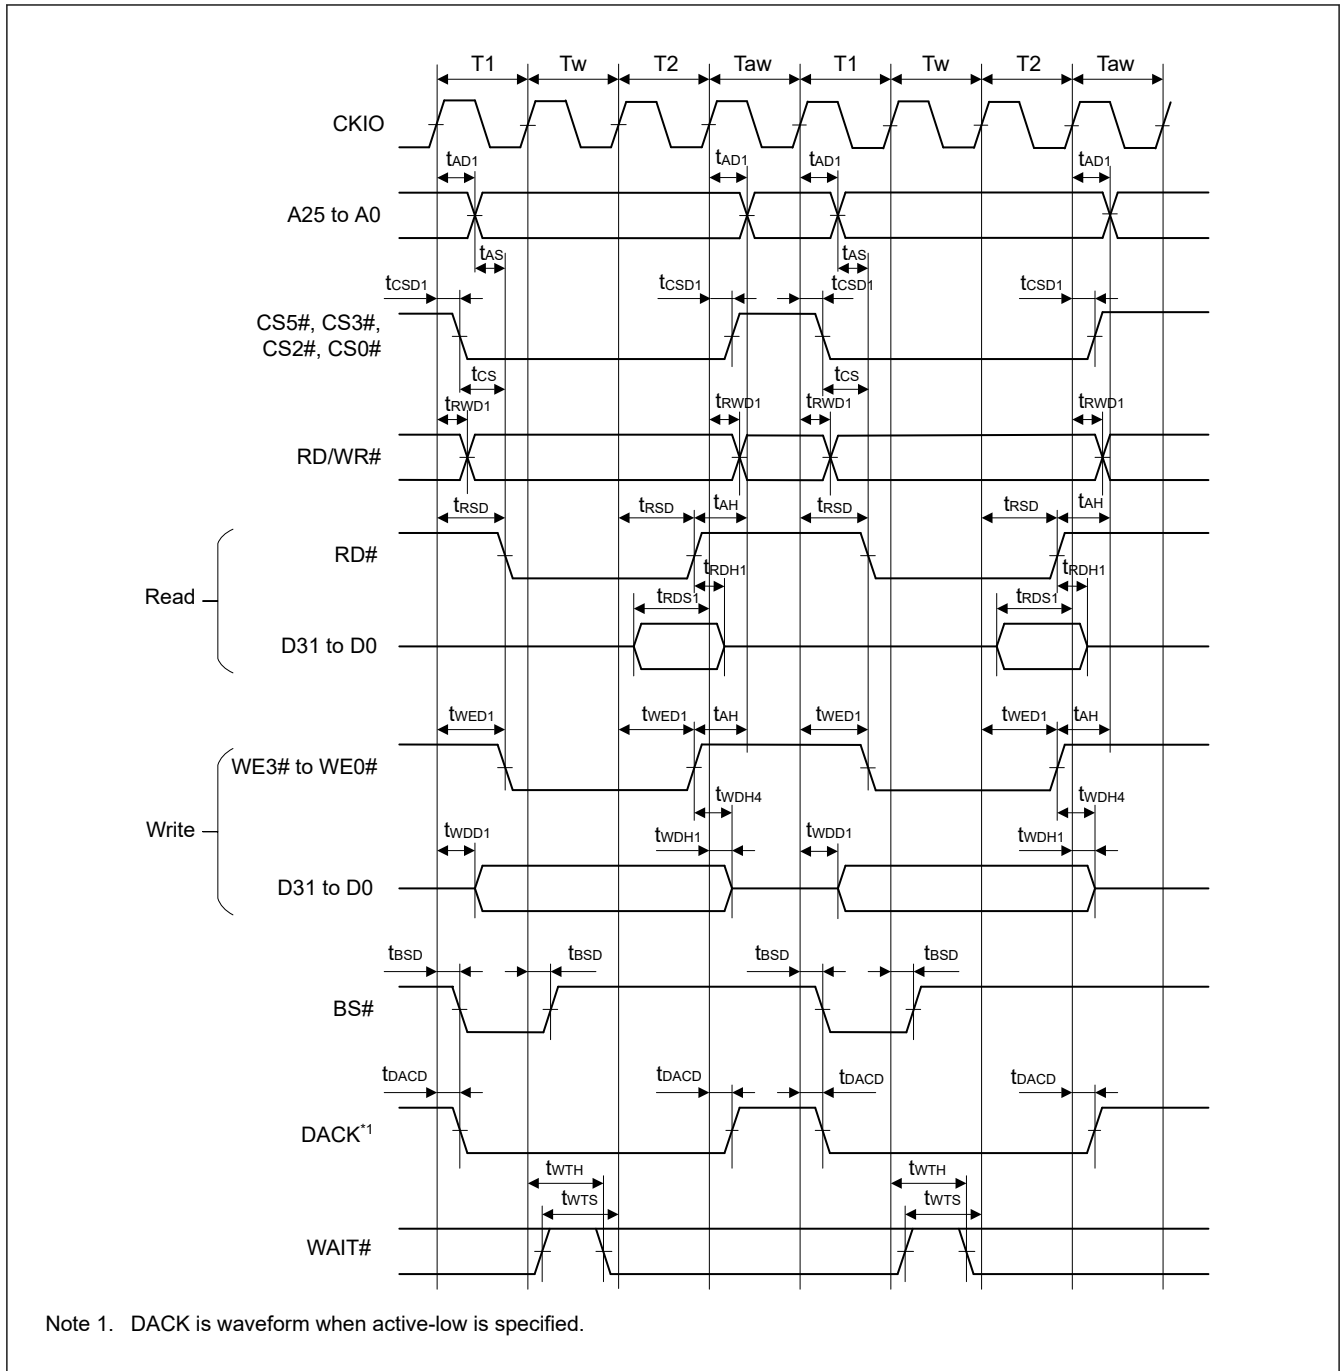 T1 Tw T2 Taw T1 Tw T2 Taw
CKIO
tAD1 tAD1 tAD1 tAD1
A25 to A0
tAS tAS
tCSD1 tCSD1 tCSD1 tCSD1
CS5#, CS3#,
CS2#, CS0#
tCS tCS
tRWD1 tRWD1 tRWD1 tRWD1
RD/WR#
tRSD tRSD tAH tRSD tRSD tAH
RD#
tRDH1 tRDH1
Read
tRDS1 tRDS1
D31 to D0
tWED1 tWED1 tAH tWED1 tWED1 tAH
WE3# to WE0#
tWDH4 tWDH4
Write
tWDD1 tWDH1 tWDD1 tWDH1
D31 to D0
tBSD tBSD tBSD tBSD
BS#
tDACD tDACD tDACD tDACD
DACK*1
tWTH tWTH
tWTS tWTS
WAIT#
Note 1. DACK is waveform when active-low is specified.